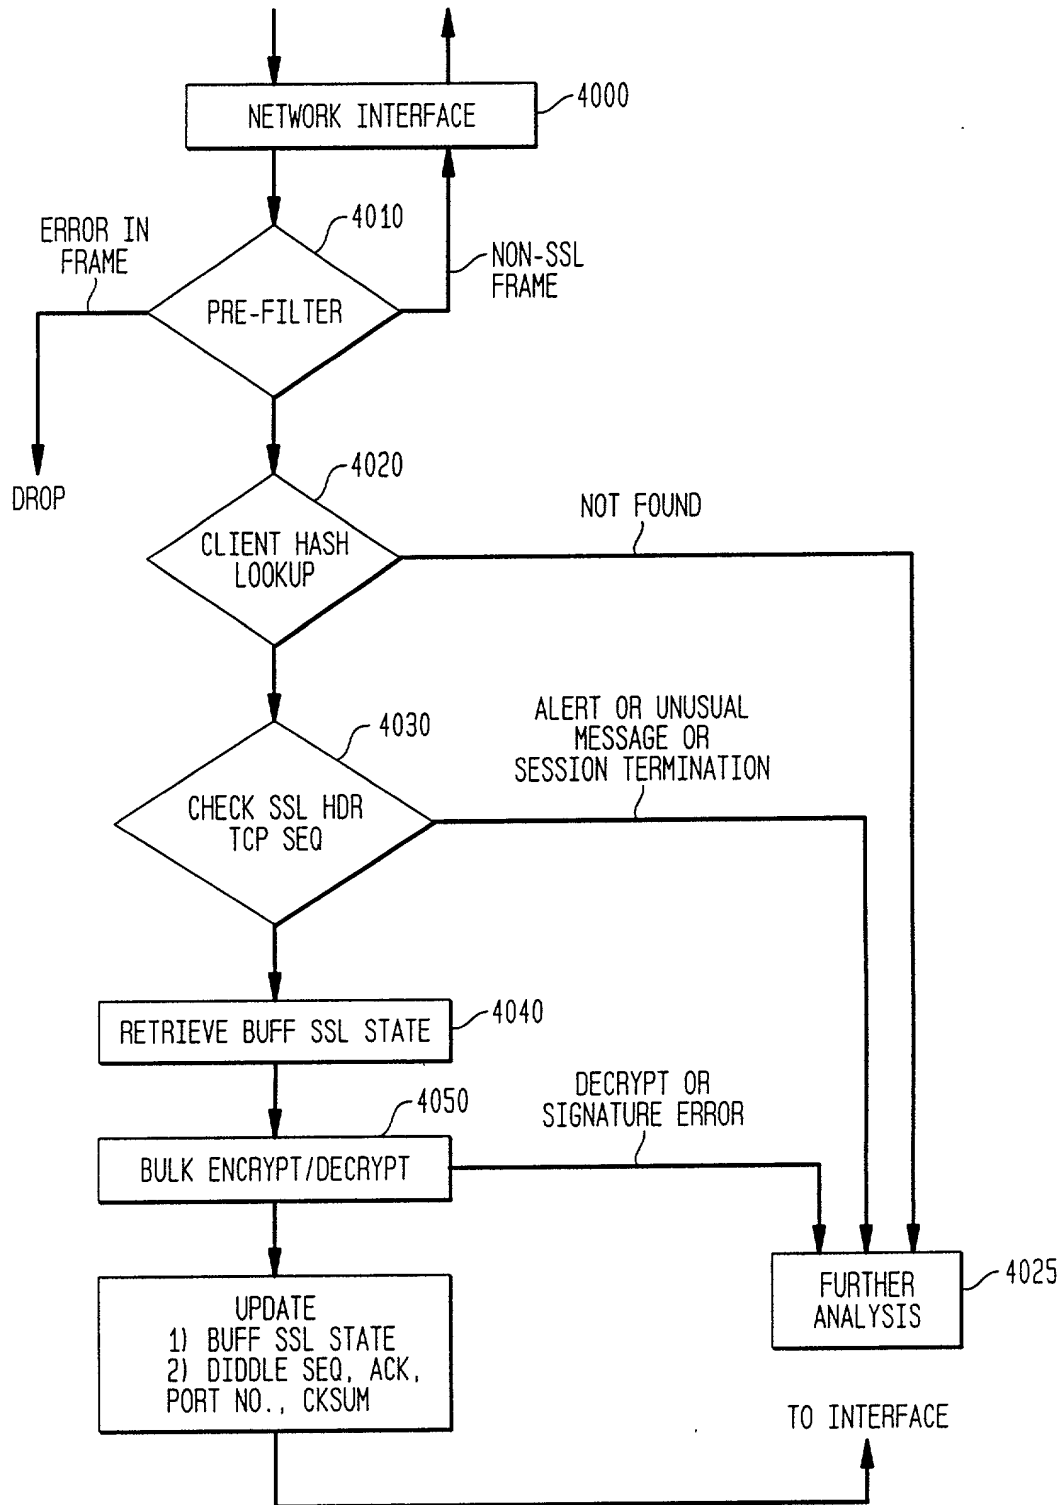 NETWORK INTERFACE
4000
4010
ERROR IN
FRAME
NON-SSL
FRAME
PRE-FILTER
DROP
4020
NOT FOUND
CLIENT HASH
LOOKUP
ALERT OR UNUSUAL
MESSAGE OR
SESSION TERMINATION
4030
CHECK SSL HDR
TCP SEQ
RETRIEVE BUFF SSL STATE
4040
DECRYPT OR
SIGNATURE ERROR
4050
BULK ENCRYPT/DECRYPT
FURTHER
ANALYSIS
4025
UPDATE
1) BUFF SSL STATE
2) DIDDLE SEQ, ACK,
PORT NO., CKSUM
TO INTERFACE